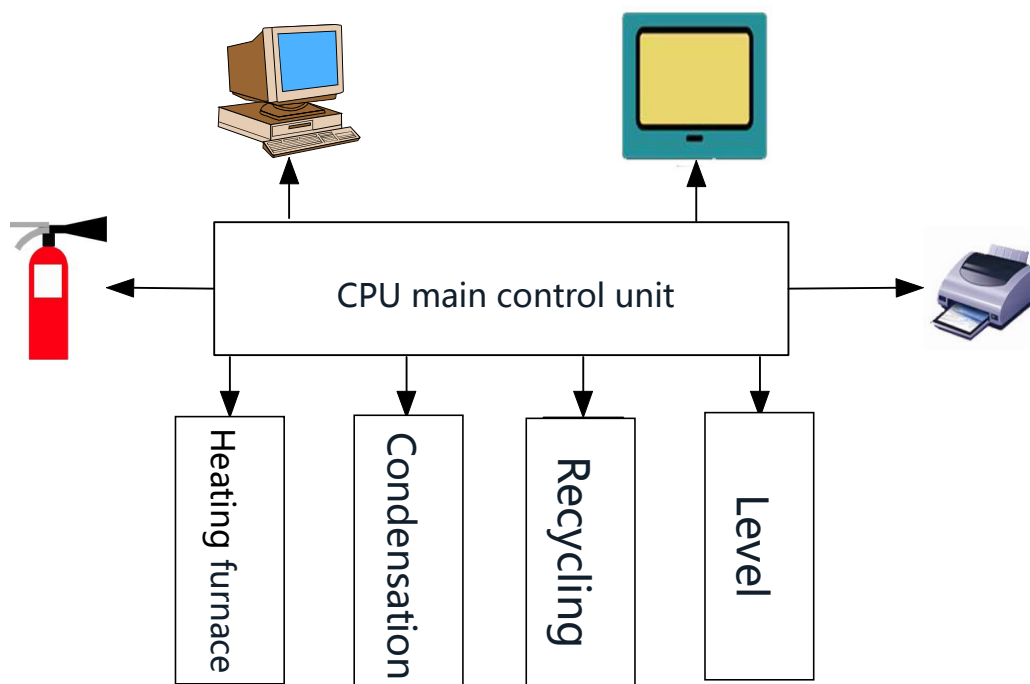 CPU main control unit
Heating furnace
Condensation
Recycling
Level